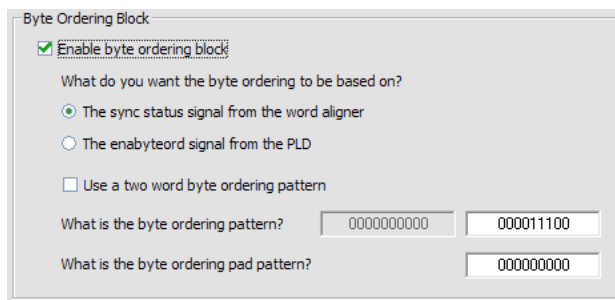 Byte Ordering Block
Enable byte ordering block
What do you want the byte ordering to be based on?
The sync status signal from the word aligner
The enabyteord signal from the PLD
Use a two word byte ordering pattern
What is the byte ordering pattern? 0000000000 000011100
What is the byte ordering pad pattern? 000000000